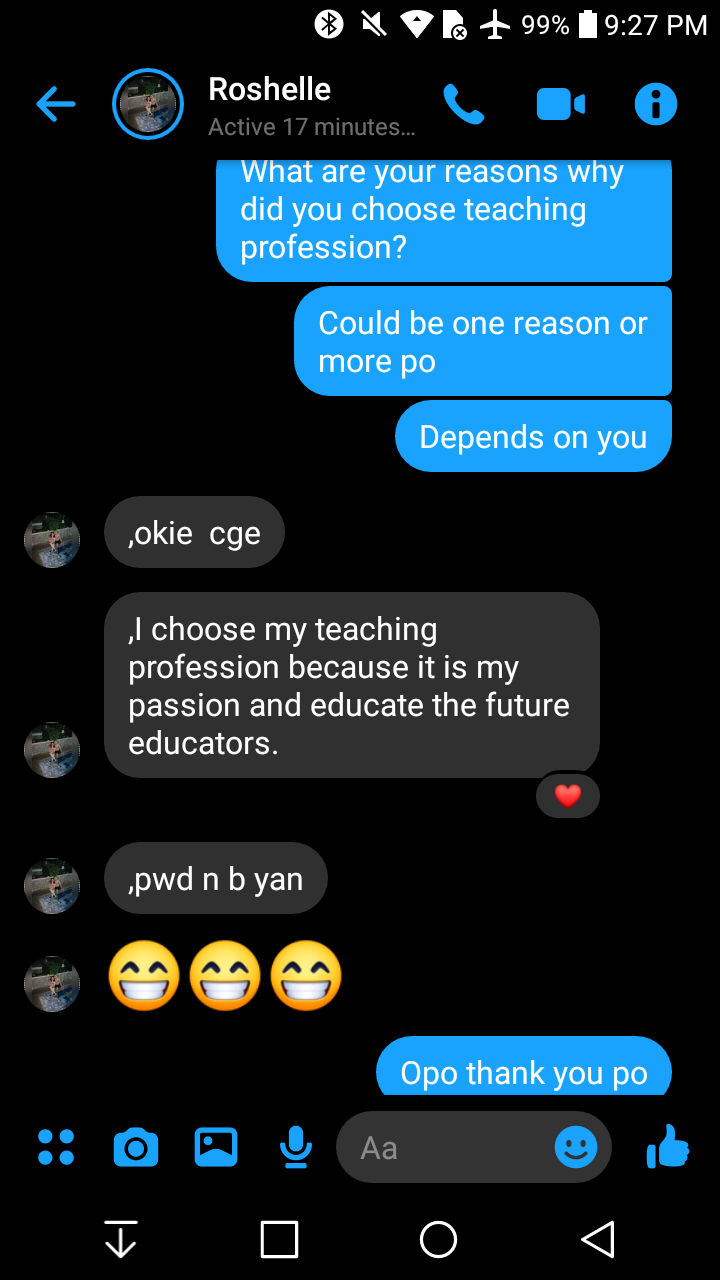 99% 9:27 PM
Roshelle
Active 17 minutes...
What are your reasons why
did you choose teaching
profession?
Could be one reason or
more po
Depends on you
,okie  cge
,I choose my teaching
profession because it is my
passion and educate the future
educators.
,pwd n b yan
Opo thank you po
Aa